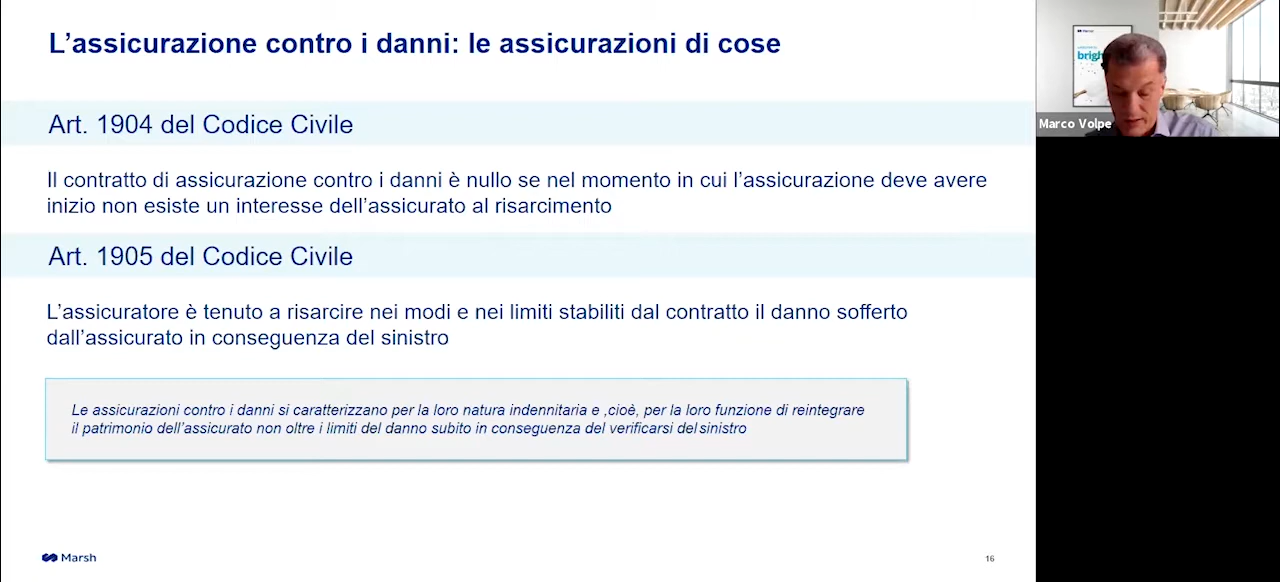 L’assicurazione contro i danni: le assicurazioni di cose
Art. 1904 del Codice Civile
Il contratto di assicurazione contro i danni è nullo se nel momento in cui l’assicurazione deve avere
inizio non esiste un interesse dell’assicurato al risarcimento
Art. 1905 del Codice Civile
L’assicuratore è tenuto a risarcire nei modi e nei limiti stabiliti dal contratto il danno sofferto
dall’assicurato in conseguenza del sinistro
Le assicurazioni contro i danni si caratterizzano per la loro natura indennitaria e ,cioè, per la loro funzione di reintegrare
il patrimonio dell’assicurato non oltre i limiti del danno subito in conseguenza del verificarsi del sinistro
Marsh
16
Marco Volpe